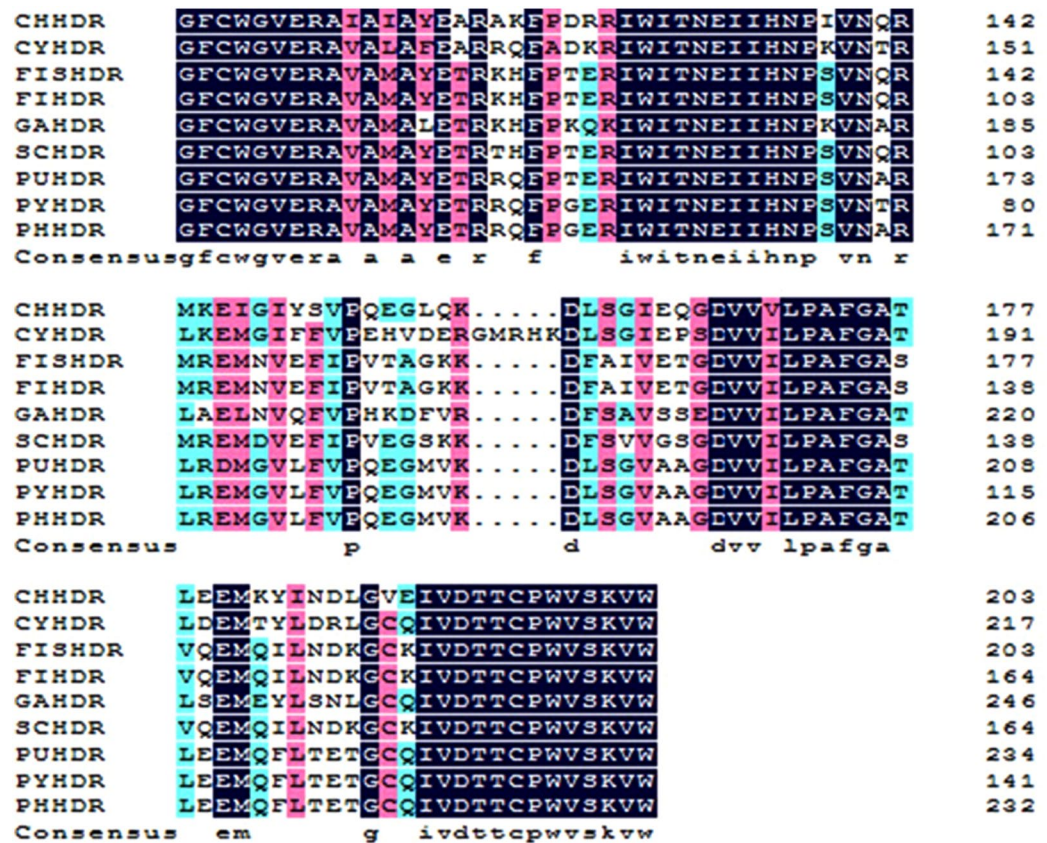 CHHDR GFCWGVERAIAIAYEARAKFPDRRIWITNEIIHNPIVNQR 142
CYHDR GFCWGVERAVALAFEARRQFADKRIWITNEIIHNPKVNTR 151
FISHDR GFCWGVERAVAMAYETRKHFPTERIWITNEIIHNPSVNQR 142
FIHDR GFCWGVERAVAMAYETRKHFPTERIWITNEIIHNPSVNQR 103
GAHDR GFCWGVERAVAMALETRKHFPKQKIWITNEIIHNPKVNAR 185
SCHDR GFCWGVERAVAMAYETRTHFPTERIWITNEIIHNPSVNQR 103
PUHDR GFCWGVERAVAMAYETRRQFPTERIWITNEIIHNPSVNAR 173
PYHDR GFCWGVERAVAMAYETRRQFPGERIWITNEIIHNPSVNTR 80
PHHDR GFCWGVERAVAMAYETRRQFPGERIWITNEIIHNPSVNAR 171
Consensusgfcwgvera a a e r f iwitneiihnp vn r
CHHDR MKEIGIYSVPQEGLQK.....DLSGIEQGDVVVLPAFGAT 177
CYHDR LKEMGIFFVPEHVDERGMRHKDLSGIEPSDVVILPAFGAT 191
FISHDR MREMNVEFIPVTAGKK.....DFAIVETGDVVILPAFGAS 177
FIHDR MREMNVEFIPVTAGKK.....DFAIVETGDVVILPAFGAS 138
GAHDR LAELNVQFVPHKDFVR.....DFSAVSSEDVVILPAFGAT 220
SCHDR MREMDVEFIPVEGSKK.....DFSVVGSGDVVILPAFGAS 138
PUHDR LRDMGVLFVPQEGMVK.....DLSGVAAGDVVILPAFGAT 208
PYHDR LREMGVLFVPQEGMVK.....DLSGVAAGDVVILPAFGAT 115
PHHDR LREMGVLFVPQEGMVK.....DLSGVAAGDVVILPAFGAT 206
Consensus p d dvv lpafga
CHHDR LEEMKYINDLGVEIVDTTCPWVSKVW 203
CYHDR LDEMTYLDRLGCQIVDTTCPWVSKVW 217
FISHDR VQEMQILNDKGCKIVDTTCPWVSKVW 203
FIHDR VQEMQILNDKGCKIVDTTCPWVSKVW 164
GAHDR LSEMEYLSNLGCQIVDTTCPWVSKVW 246
SCHDR VQEMQILNDKGCKIVDTTCPWVSKVW 164
PUHDR LEEMQFLTETGCQIVDTTCPWVSKVW 234
PYHDR LEEMQFLTETGCQIVDTTCPWVSKVW 141
PHHDR LEEMQFLTETGCQIVDTTCPWVSKVW 232
Consensus em g ivdttcpwvskvw